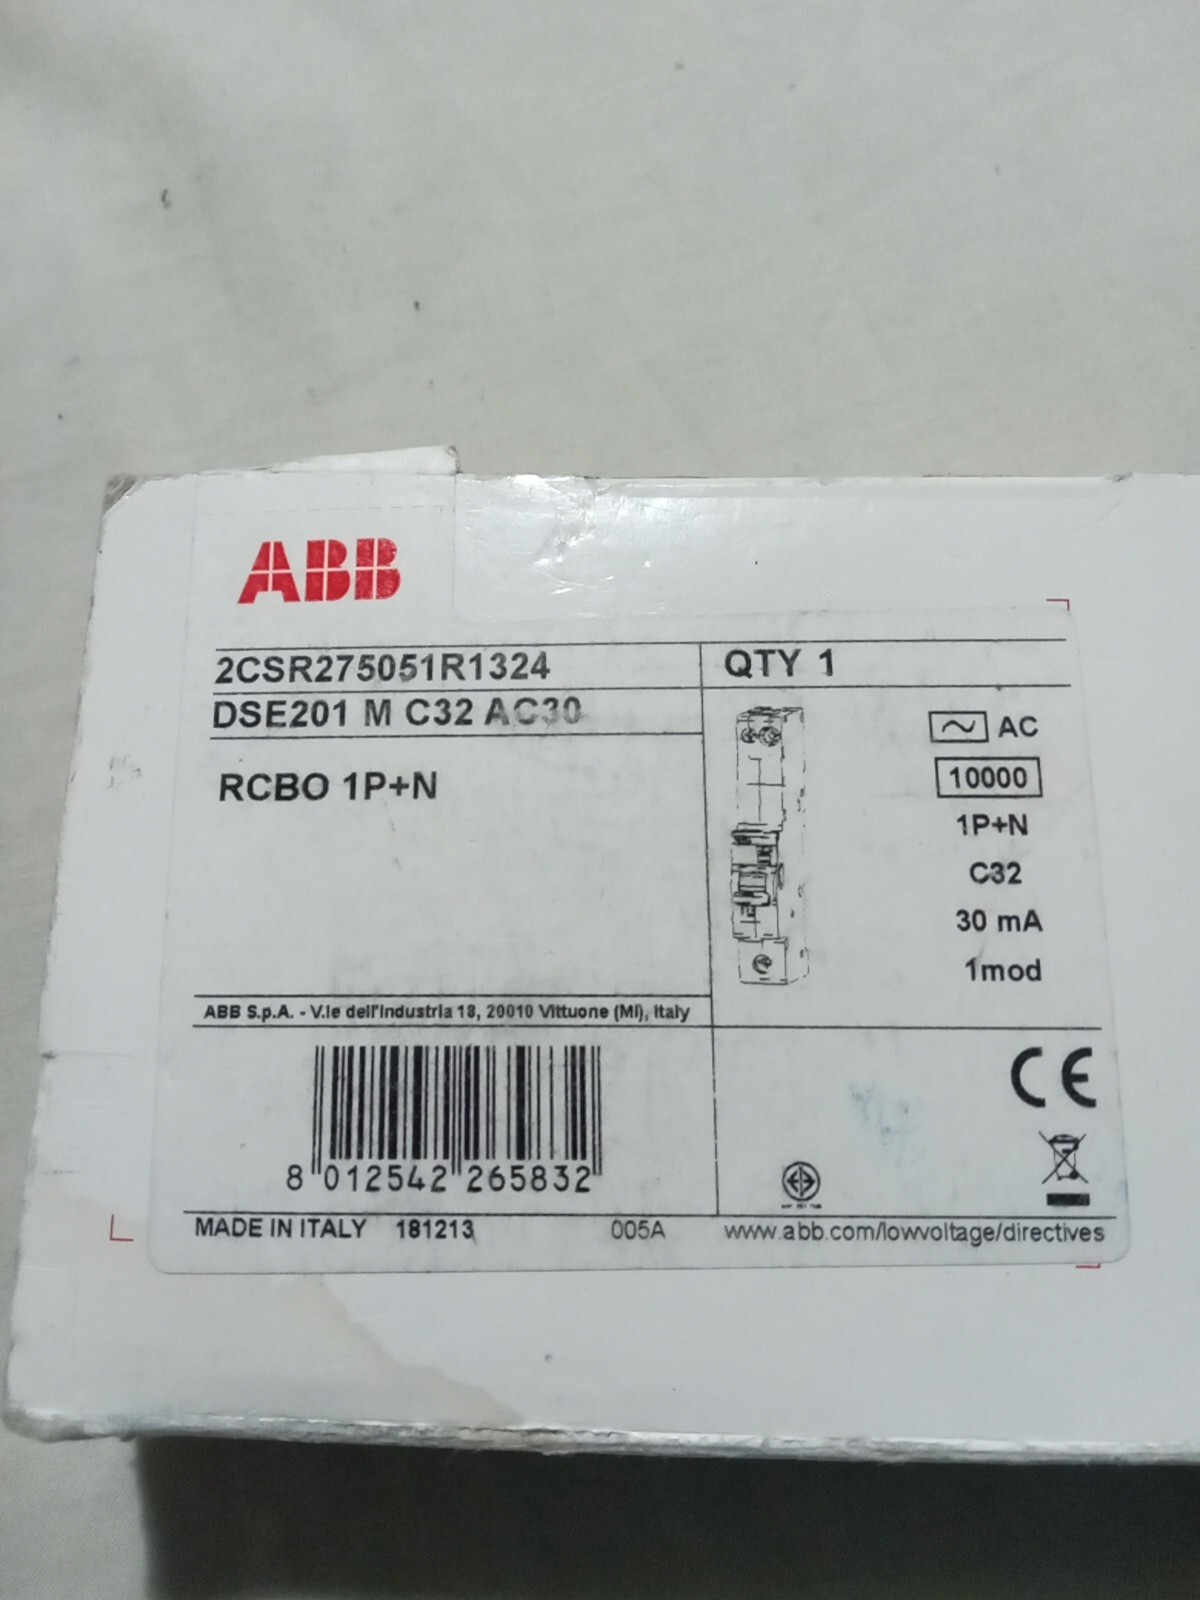 ABB
2CSR275051R1324
QTY 1
DSE201 M C32 AC30
RCBO 1P+N
AC
10000
1P+N
C32
30 mA
1mod
ABB S.p.A. - V.le dell'Industria 18, 20010 Vittuone (MI), Italy
CE
8 012542 265832
MADE IN ITALY 181213 005A www.abb.com/lowvoltage/directives